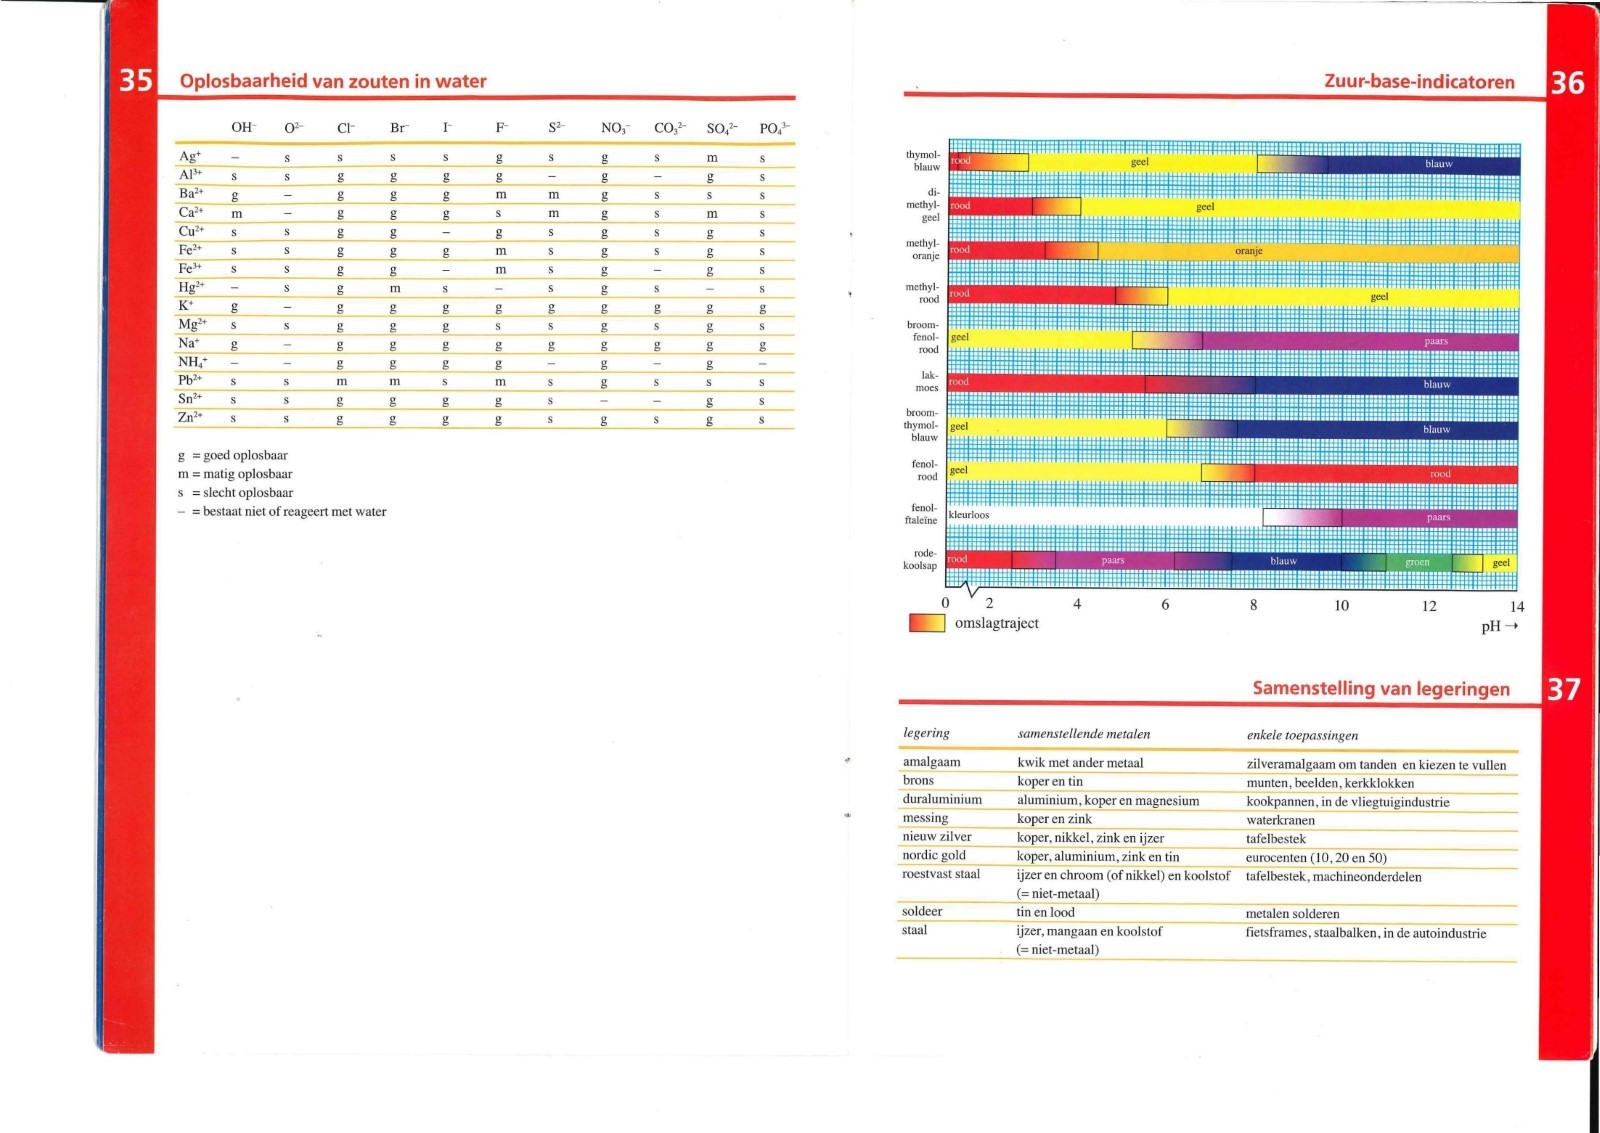 35 Oplosbaarheid van zouten in water
OH⁻ O²⁻ Cl⁻ Br⁻ I⁻ F⁻ S²⁻ NO₃⁻ CO₃²⁻ SO₄²⁻ PO₄³⁻
Ag⁺ – s s s s g s g s m s
Al³⁺ s s g g g g – g – g s
Ba²⁺ g – g g g m m g s s s
Ca²⁺ m – g g g s m g s m s
Cu²⁺ s s g g – g s g s g s
Fe²⁺ s s g g g m s g s g s
Fe³⁺ s s g g – m s g – g s
Hg²⁺ – s g m s – s g s – s
K⁺ g – g g g g g g g g g
Mg²⁺ s s g g g s s g s g s
Na⁺ g – g g g g g g g g g
NH₄⁺ – – g g g g – g – g –
Pb²⁺ s s m m s m s g s s s
Sn²⁺ s s g g g g s – – g s
Zn²⁺ s s g g g g s g s g s
g = goed oplosbaar
m = matig oplosbaar
s = slecht oplosbaar
– = bestaat niet of reageert met water
Zuur-base-indicatoren 36
thymol-
blauw rood geel blauw
di-
methyl-
geel rood geel
methyl-
oranje rood oranje
methyl-
rood rood geel
broom-
fenol-
rood geel paars
lak-
moes rood blauw
broom-
thymol-
blauw geel blauw
fenol-
rood geel rood
fenol-
ftaleïne kleurloos paars
rode-
koolsap rood paars blauw groen geel
0 2 4 6 8 10 12 14
omslagtraject pH →
Samenstelling van legeringen 37
legering samenstellende metalen enkele toepassingen
amalgaam kwik met ander metaal zilveramalgaam om tanden en kiezen te vullen
brons koper en tin munten, beelden, kerkklokken
duraluminium aluminium, koper en magnesium kookpannen, in de vliegtuigindustrie
messing koper en zink waterkranen
nieuw zilver koper, nikkel, zink en ijzer tafelbestek
nordic gold koper, aluminium, zink en tin eurocenten (10, 20 en 50)
roestvast staal ijzer en chroom (of nikkel) en koolstof tafelbestek, machineonderdelen
(= niet-metaal)
soldeer tin en lood metalen solderen
staal ijzer, mangaan en koolstof fietsframes, staalbalken, in de autoindustrie
(= niet-metaal)